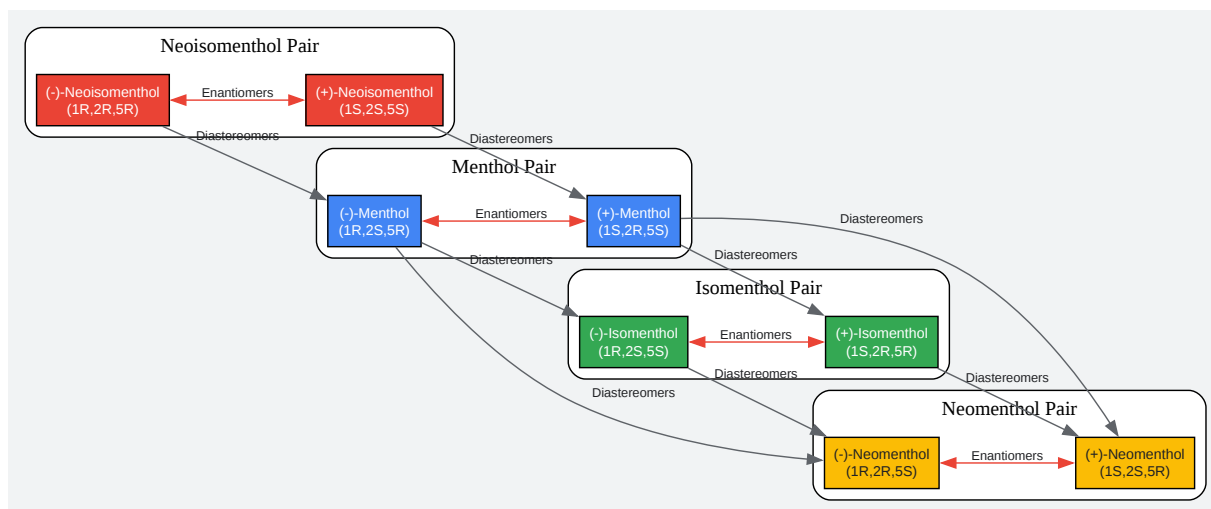 Neoisomenthol Pair
(-)-Neoisomenthol
(1R,2R,5R)
Enantiomers
(+)-Neoisomenthol
(1S,2S,5S)
Diastereomers
Diastereomers
Menthol Pair
(-)-Menthol
(1R,2S,5R)
Enantiomers
(+)-Menthol
(1S,2R,5S)
Diastereomers
Diastereomers
Diastereomers
Isomenthol Pair
(-)-Isomenthol
(1R,2S,5S)
Enantiomers
(+)-Isomenthol
(1S,2R,5R)
Diastereomers
Diastereomers
Diastereomers
Neomenthol Pair
(-)-Neomenthol
(1R,2R,5S)
Enantiomers
(+)-Neomenthol
(1S,2S,5R)